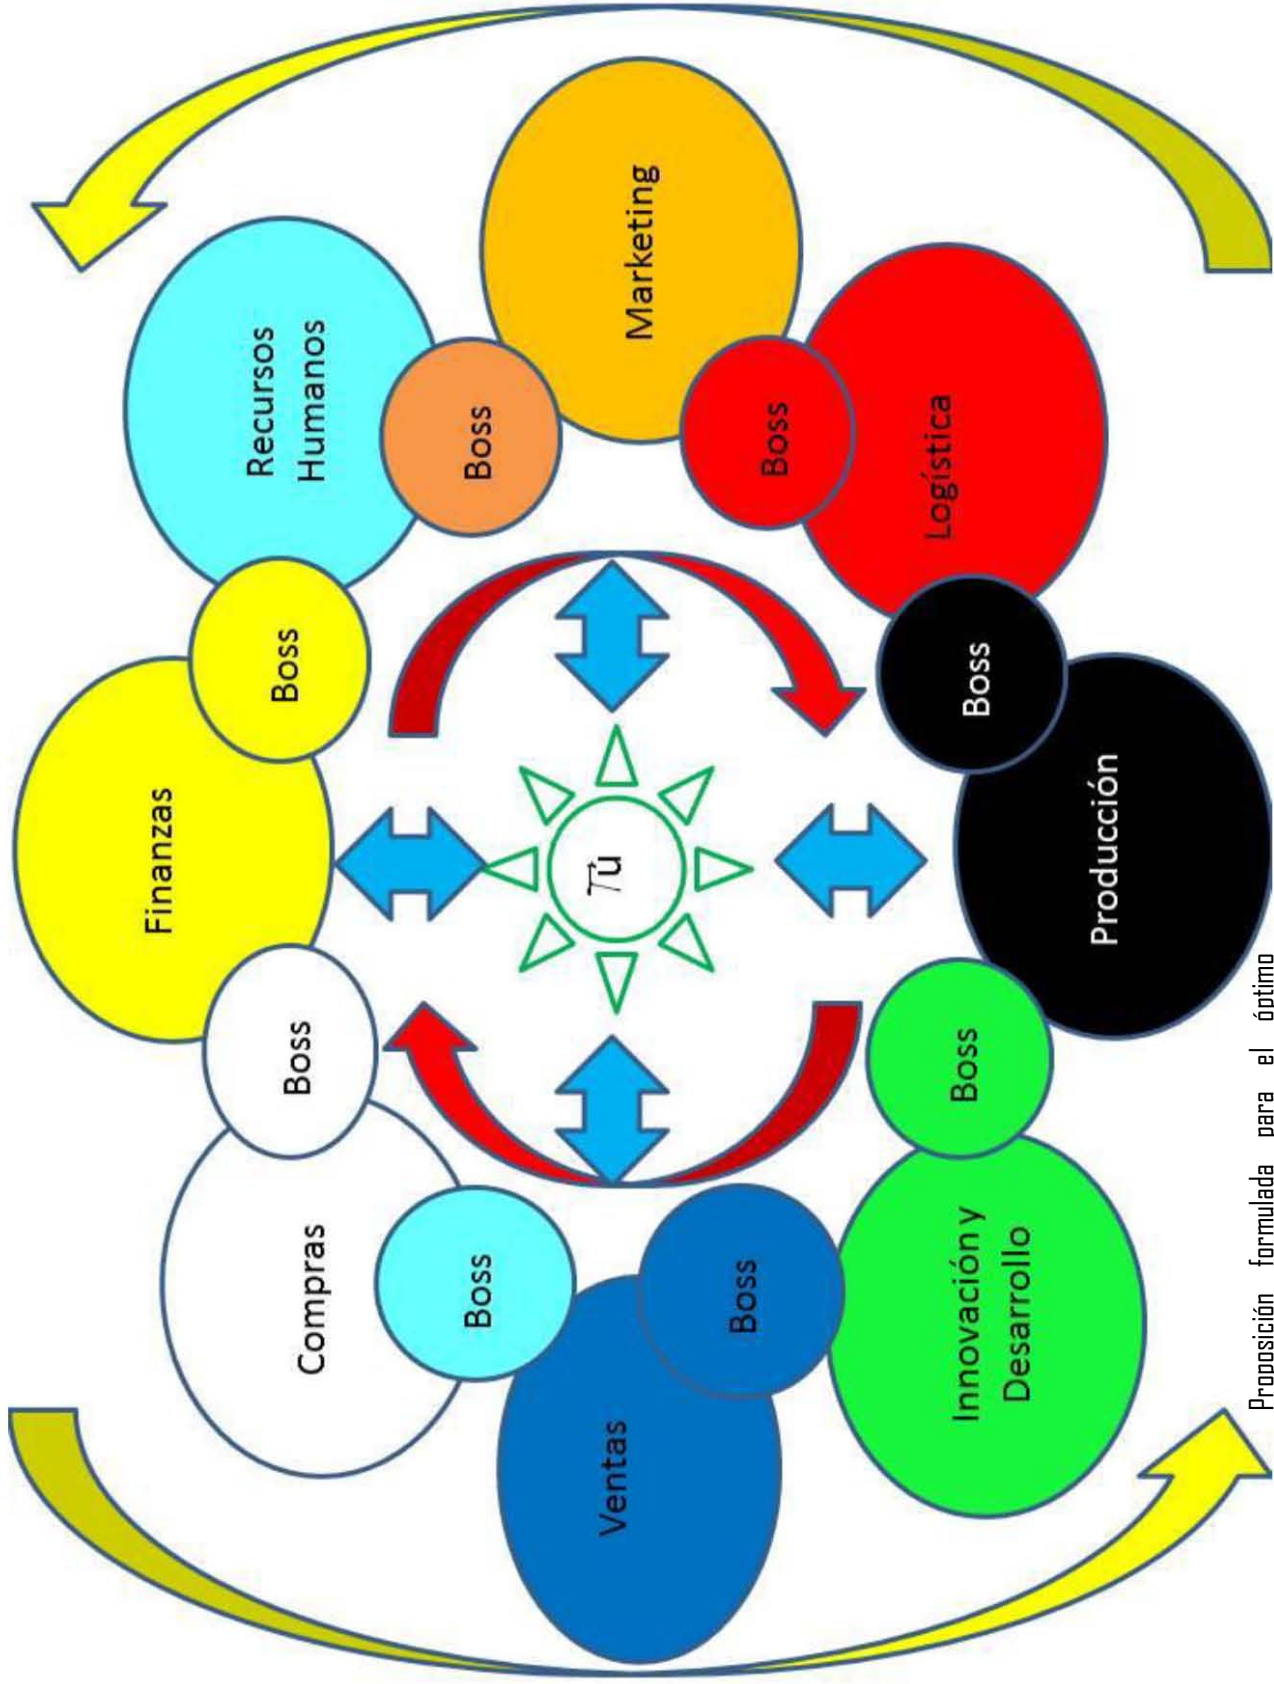 Finanzas
Recursos
Humanos
Boss
Boss
Compras
Boss
Boss
Tú
Ventas
Marketing
Boss
Boss
Logística
Innovación y
Desarrollo
Boss
Boss
Producción
Proposición formulada para el óptimo